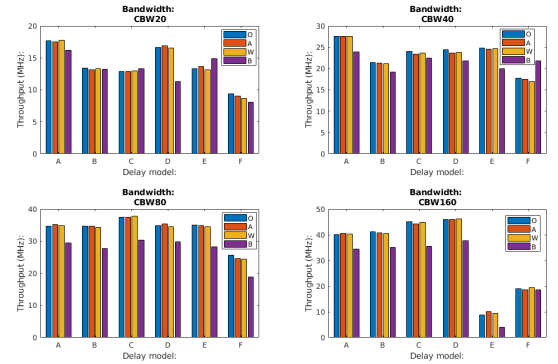 Bandwidth:
CBW20
Throughput (MHz):
20
15
10
5
0
A B C D E F
Delay model:
O
A
W
B
Bandwidth:
CBW40
Throughput (MHz):
30
25
20
15
10
5
0
A B C D E F
Delay model:
O
A
W
B
Bandwidth:
CBW80
Throughput (MHz):
40
30
20
10
0
A B C D E F
Delay model:
O
A
W
B
Bandwidth:
CBW160
Throughput (MHz):
50
40
30
20
10
0
A B C D E F
Delay model:
O
A
W
B